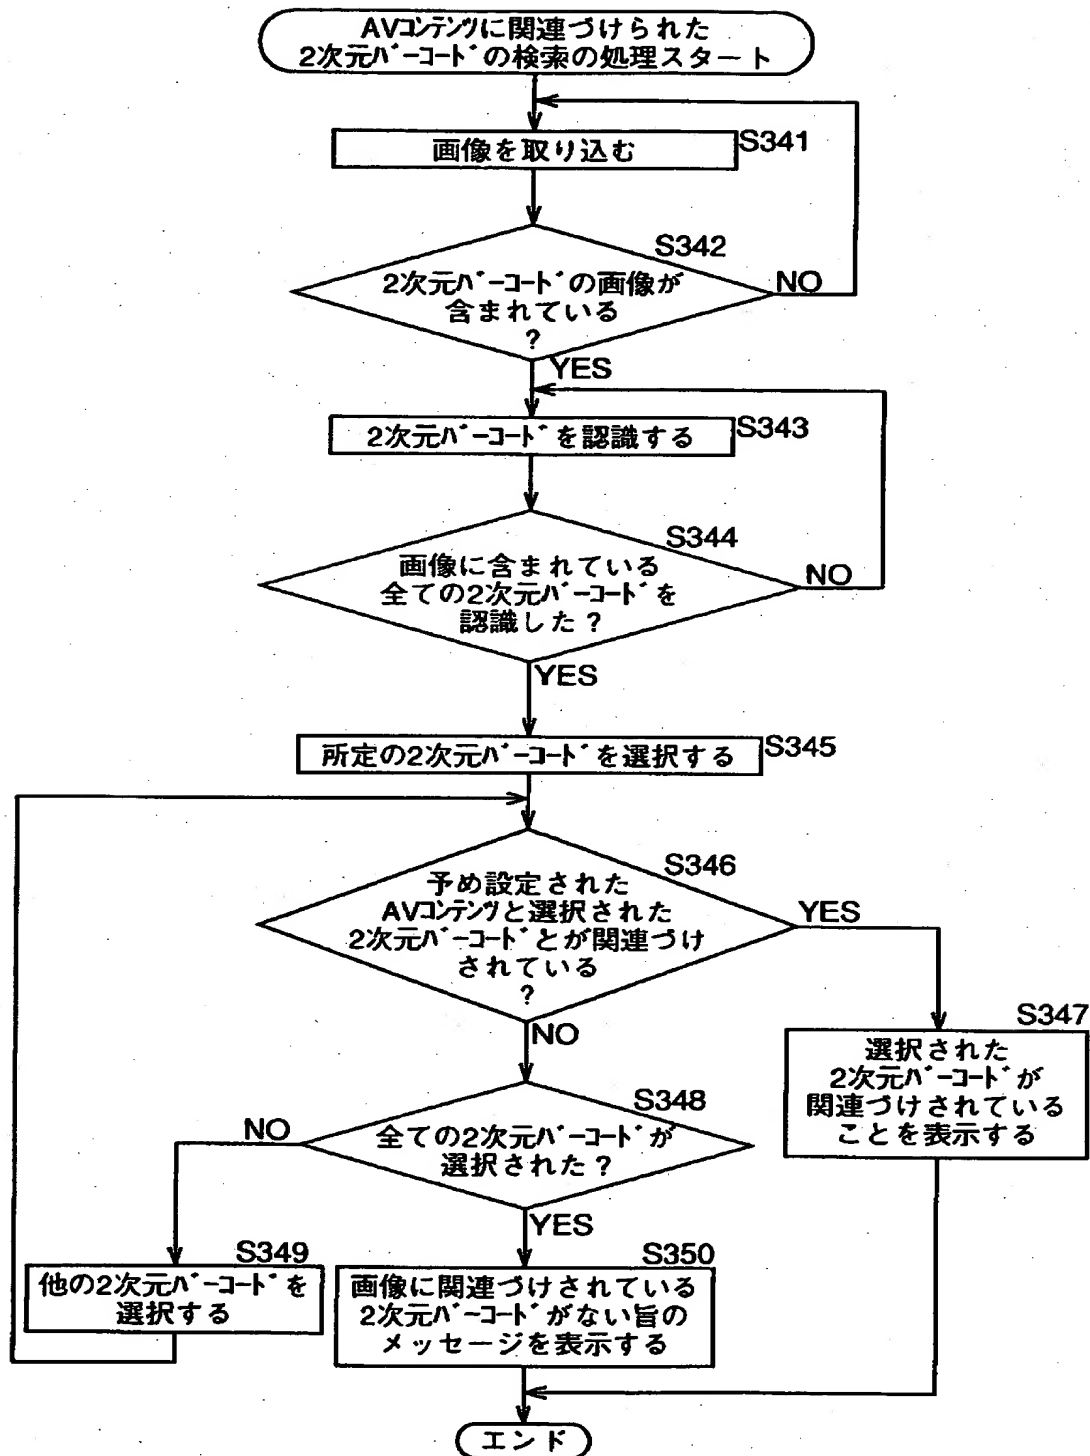 AVコンテンツに関連づけられた
2次元バーコードの検索の処理スタート
画像を取り込む
S341
S342
2次元バーコードの画像が
含まれている
?
NO
YES
2次元バーコードを認識する
S343
S344
画像に含まれている
全ての2次元バーコードを
認識した?
NO
YES
所定の2次元バーコードを選択する
S345
S346
予め設定された
AVコンテンツと選択された
2次元バーコードとが関連づけ
されている
?
YES
NO
S347
選択された
2次元バーコードが
関連づけされている
ことを表示する
S348
全ての2次元バーコードが
選択された?
NO
YES
S349
他の2次元バーコードを
選択する
S350
画像に関連づけされている
2次元バーコードがない旨の
メッセージを表示する
エンド